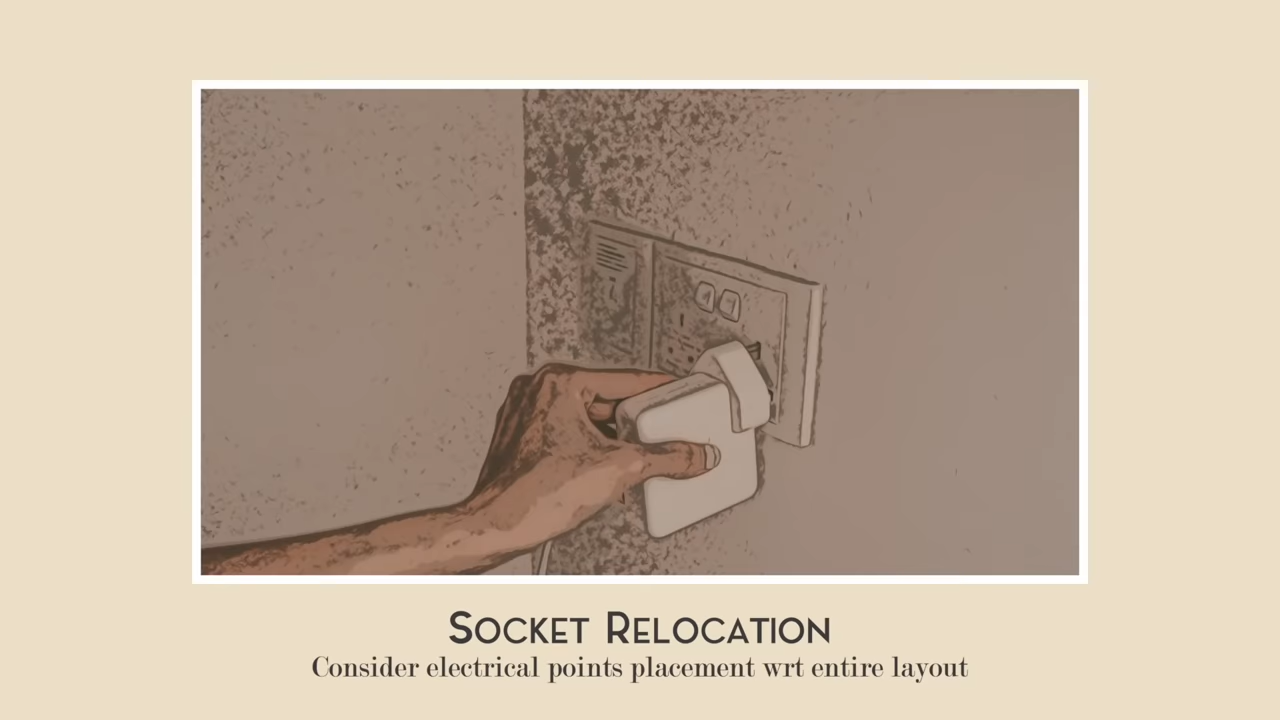 Socket Relocation
Consider electrical points placement wrt entire layout